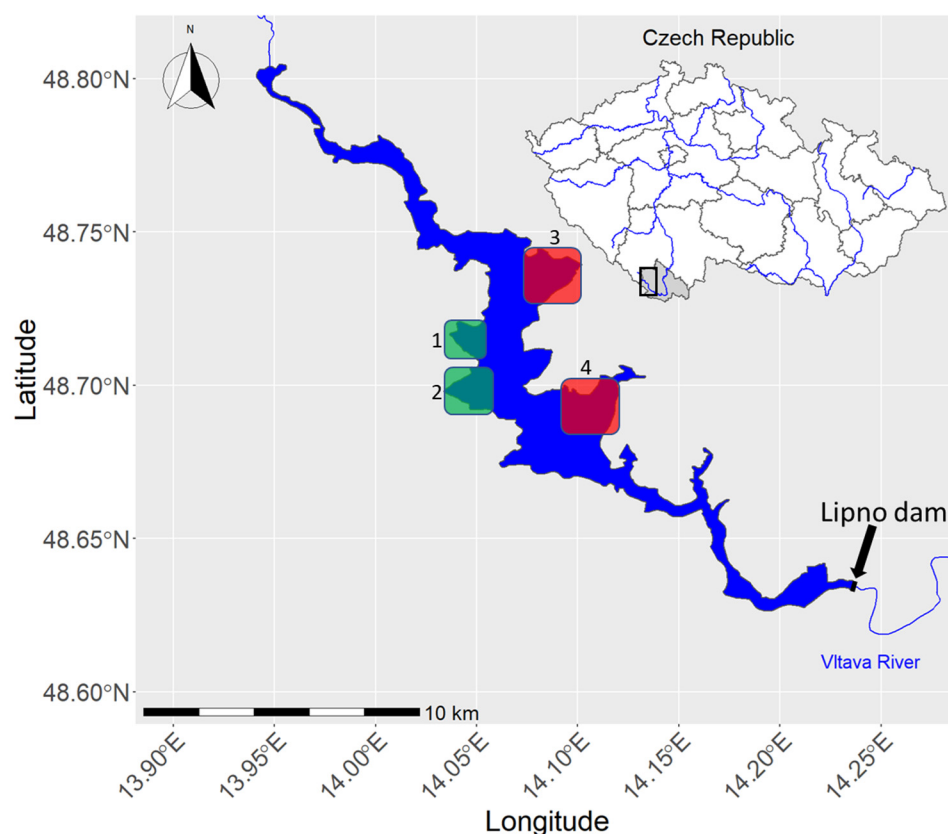 N
Czech Republic
48.80°N
48.75°N
48.70°N
48.65°N
48.60°N
Latitude
3
1
2
4
Lipno dam
Vltava River
10 km
13.90°E
13.95°E
14.00°E
14.05°E
14.10°E
14.15°E
14.20°E
14.25°E
Longitude